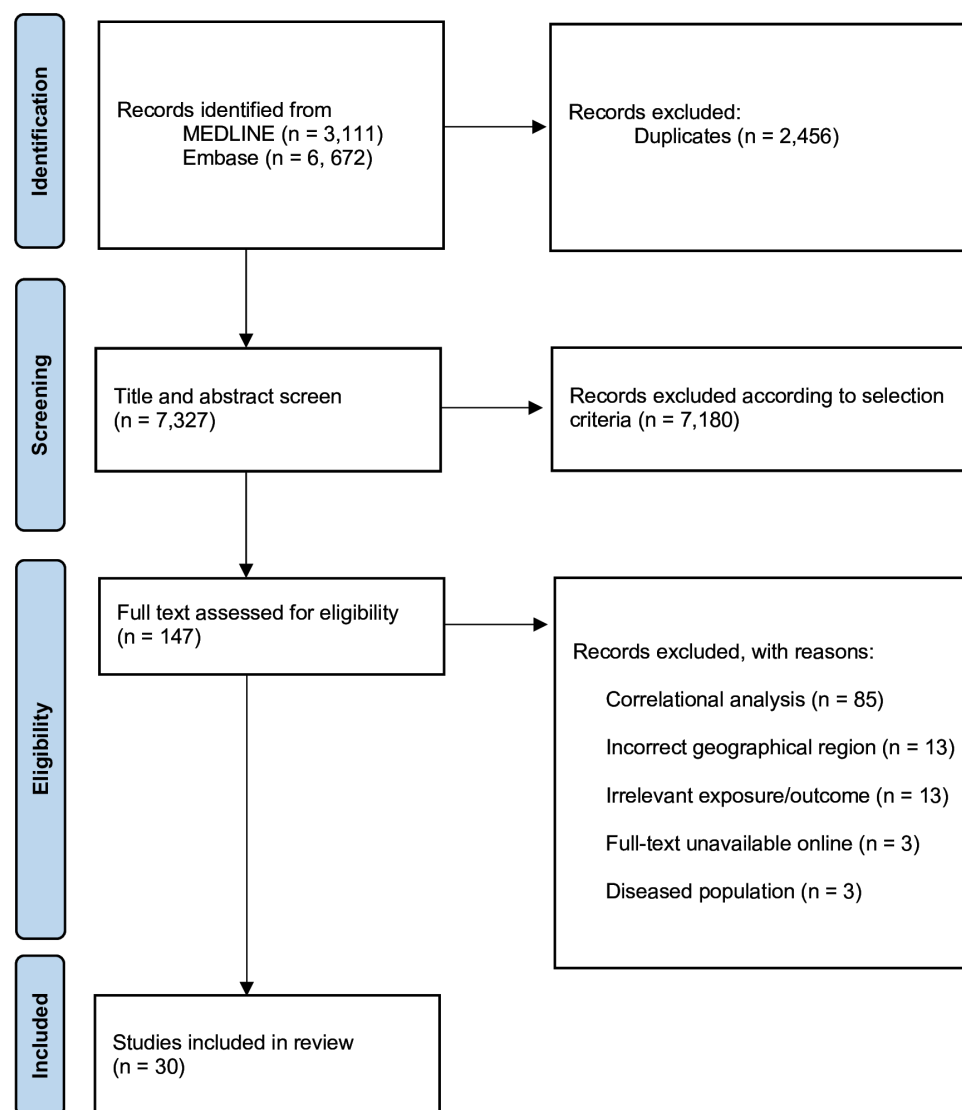 Identification
Records identified from
MEDLINE (n = 3,111)
Embase (n = 6, 672)
Records excluded:
Duplicates (n = 2,456)
Screening
Title and abstract screen
(n = 7,327)
Records excluded according to selection
criteria (n = 7,180)
Eligibility
Full text assessed for eligibility
(n = 147)
Records excluded, with reasons:
Correlational analysis (n = 85)
Incorrect geographical region (n = 13)
Irrelevant exposure/outcome (n = 13)
Full-text unavailable online (n = 3)
Diseased population (n = 3)
Included
Studies included in review
(n = 30)